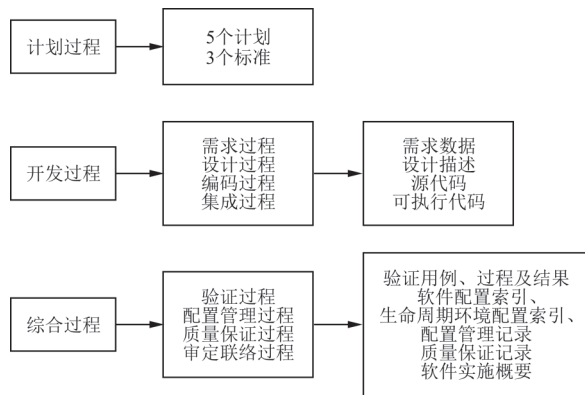 计划过程
5个计划
3个标准
开发过程
需求过程
设计过程
编码过程
集成过程
需求数据
设计描述
源代码
可执行代码
综合过程
验证过程
配置管理过程
质量保证过程
审定联络过程
验证用例、过程及结果
软件配置索引、
生命周期环境配置索引、
配置管理记录
质量保证记录
软件实施概要